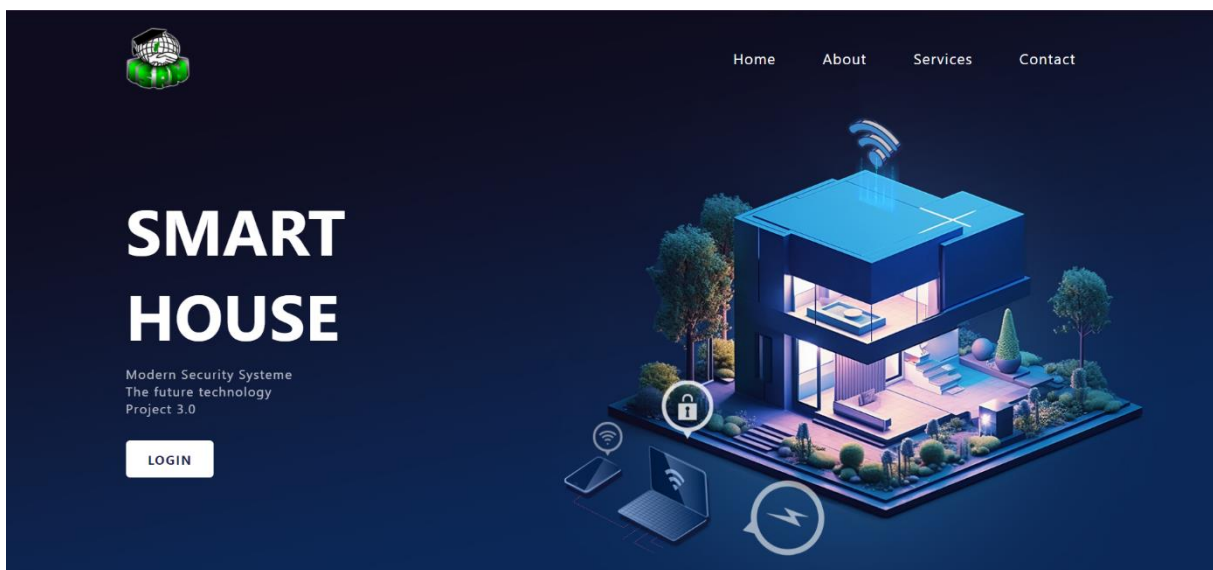 Home About Services Contact
SMART
HOUSE
Modern Security Systeme
The future technology
Project 3.0
LOGIN